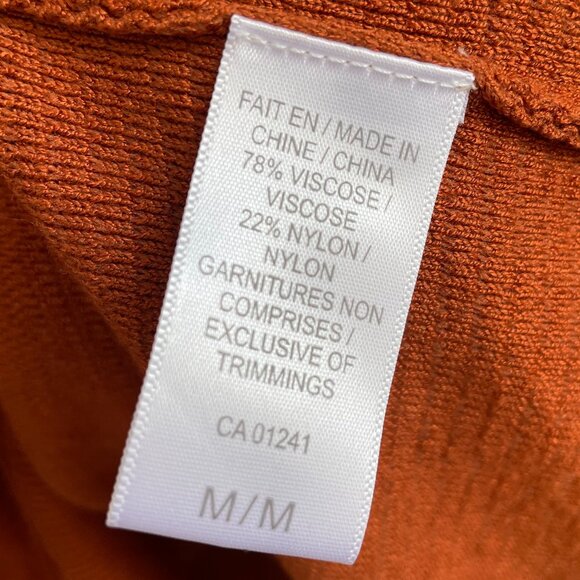 FAIT EN / MADE IN
CHINE / CHINA
78% VISCOSE /
VISCOSE
22% NYLON /
NYLON
GARNITURES NON
COMPRISES /
EXCLUSIVE OF
TRIMMINGS
CA 01241
M / M